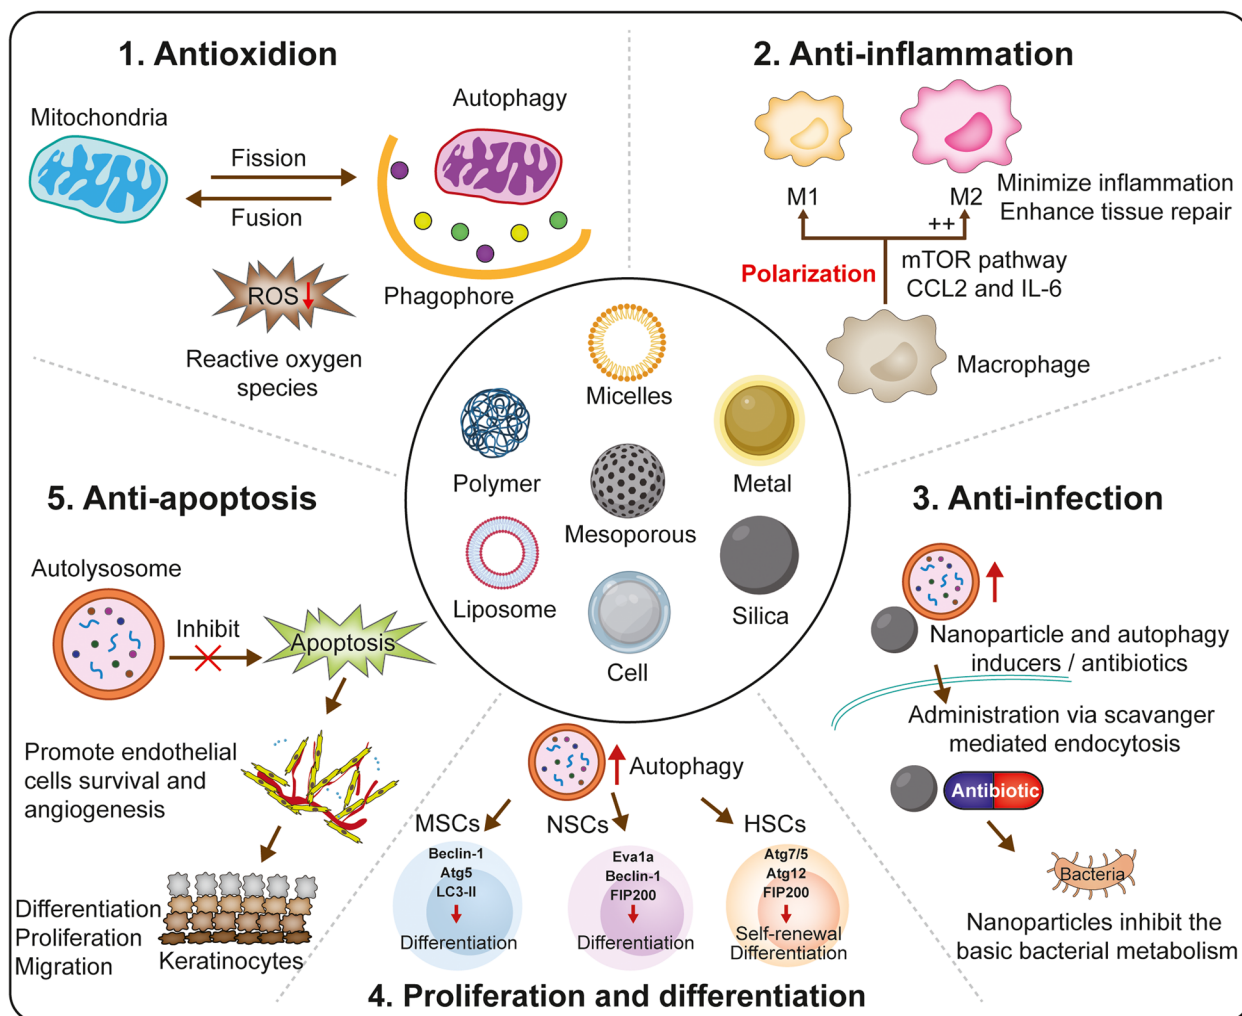 1. Antioxidion
Mitochondria
Fission
Fusion
Autophagy
Phagophore
ROS
Reactive oxygen
species
2. Anti-inflammation
M1
M2
++
Minimize inflammation
Enhance tissue repair
Polarization
mTOR pathway
CCL2 and IL-6
Macrophage
Micelles
Polymer
Metal
Mesoporous
Liposome
Silica
Cell
3. Anti-infection
Nanoparticle and autophagy
inducers / antibiotics
Administration via scavanger
mediated endocytosis
Antibiotic
Bacteria
Nanoparticles inhibit the
basic bacterial metabolism
5. Anti-apoptosis
Autolysosome
Inhibit
Apoptosis
Promote endothelial
cells survival and
angiogenesis
Differentiation
Proliferation
Migration
Keratinocytes
Autophagy
MSCs
Beclin-1
Atg5
LC3-II
Differentiation
NSCs
Eva1a
Beclin-1
FIP200
Differentiation
HSCs
Atg7/5
Atg12
FIP200
Self-renewal
Differentiation
4. Proliferation and differentiation